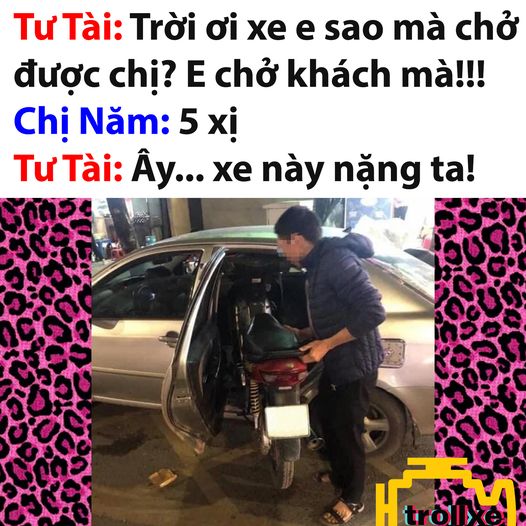 Tư Tài: Trời ơi xe e sao mà chở
được chị? E chở khách mà!!!
Chị Năm: 5 xị
Tư Tài: Ây... xe này nặng ta!
trollxe